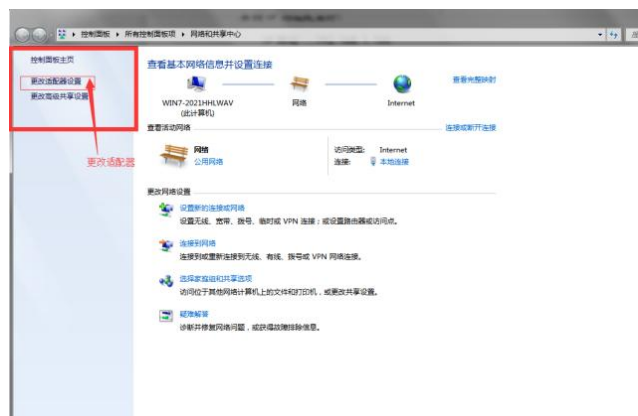 控制面板 ▸ 所有控制面板项 ▸ 网络和共享中心
控制面板主页
更改适配器设置
更改高级共享设置
更改适配器
查看基本网络信息并设置连接
查看完整映射
WIN7-2021HHLWAV
(此计算机)
网络
Internet
查看活动网络
连接或断开连接
网络
公用网络
访问类型: Internet
连接: 本地连接
更改网络设置
设置新的连接或网络
设置无线、宽带、拨号、临时或 VPN 连接；或设置路由器或访问点。
连接到网络
连接到或重新连接到无线、有线、拨号或 VPN 网络连接。
选择家庭组和共享选项
访问位于其他网络计算机上的文件和打印机，或更改共享设置。
疑难解答
诊断并修复网络问题，或获得故障排除信息。